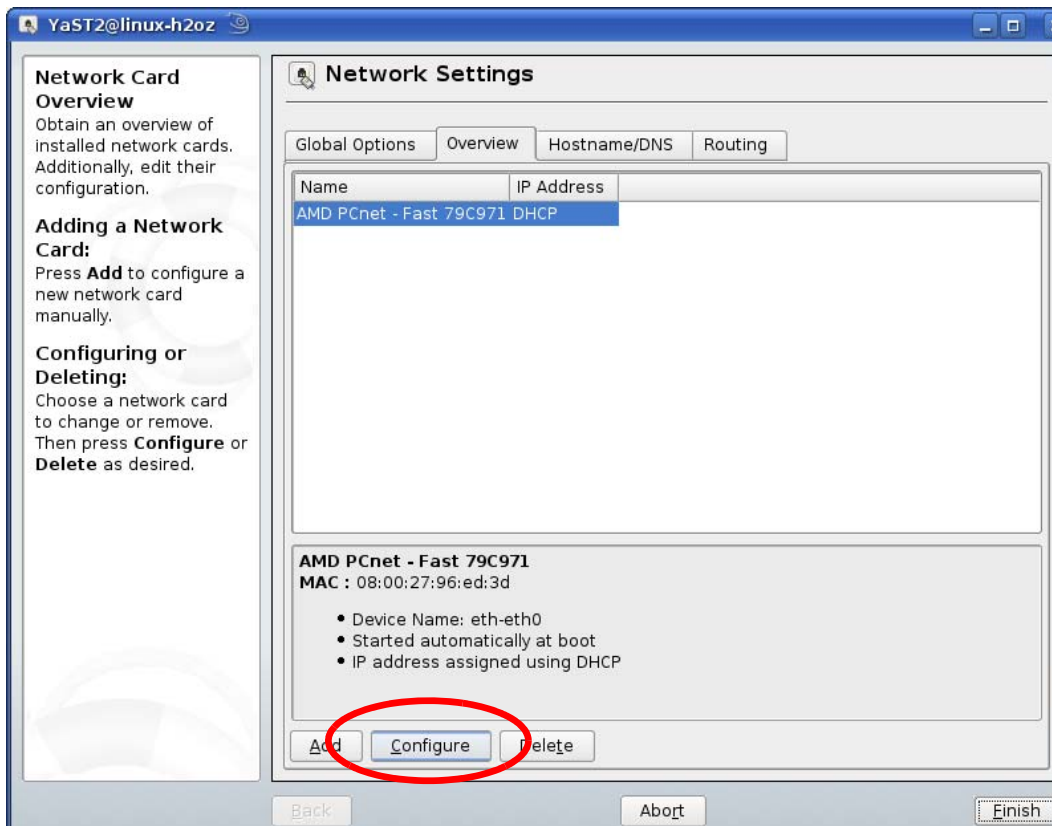 YaST2@linux-h2oz
Network Card
Overview
Obtain an overview of
installed network cards.
Additionally, edit their
configuration.
Adding a Network
Card:
Press Add to configure a
new network card
manually.
Configuring or
Deleting:
Choose a network card
to change or remove.
Then press Configure or
Delete as desired.
Network Settings
Global Options Overview Hostname/DNS Routing
Name IP Address
AMD PCnet - Fast 79C971 DHCP
AMD PCnet - Fast 79C971
MAC : 08:00:27:96:ed:3d
• Device Name: eth-eth0
• Started automatically at boot
• IP address assigned using DHCP
Add Configure Delete
Back Abort Finish